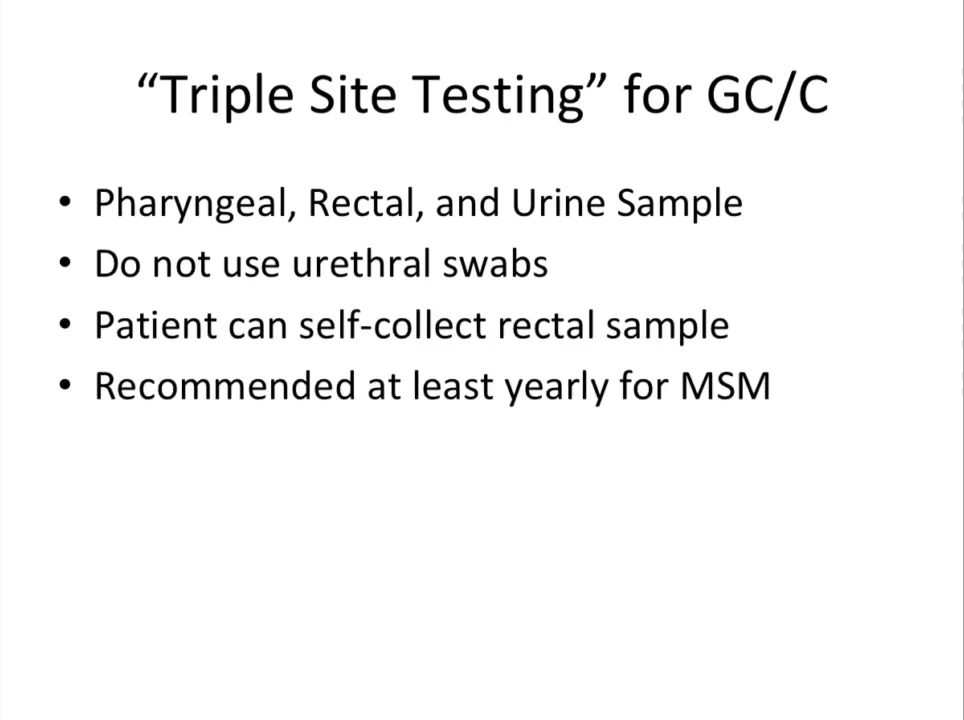 “Triple Site Testing” for GC/C
• Pharyngeal, Rectal, and Urine Sample
• Do not use urethral swabs
• Patient can self-collect rectal sample
• Recommended at least yearly for MSM